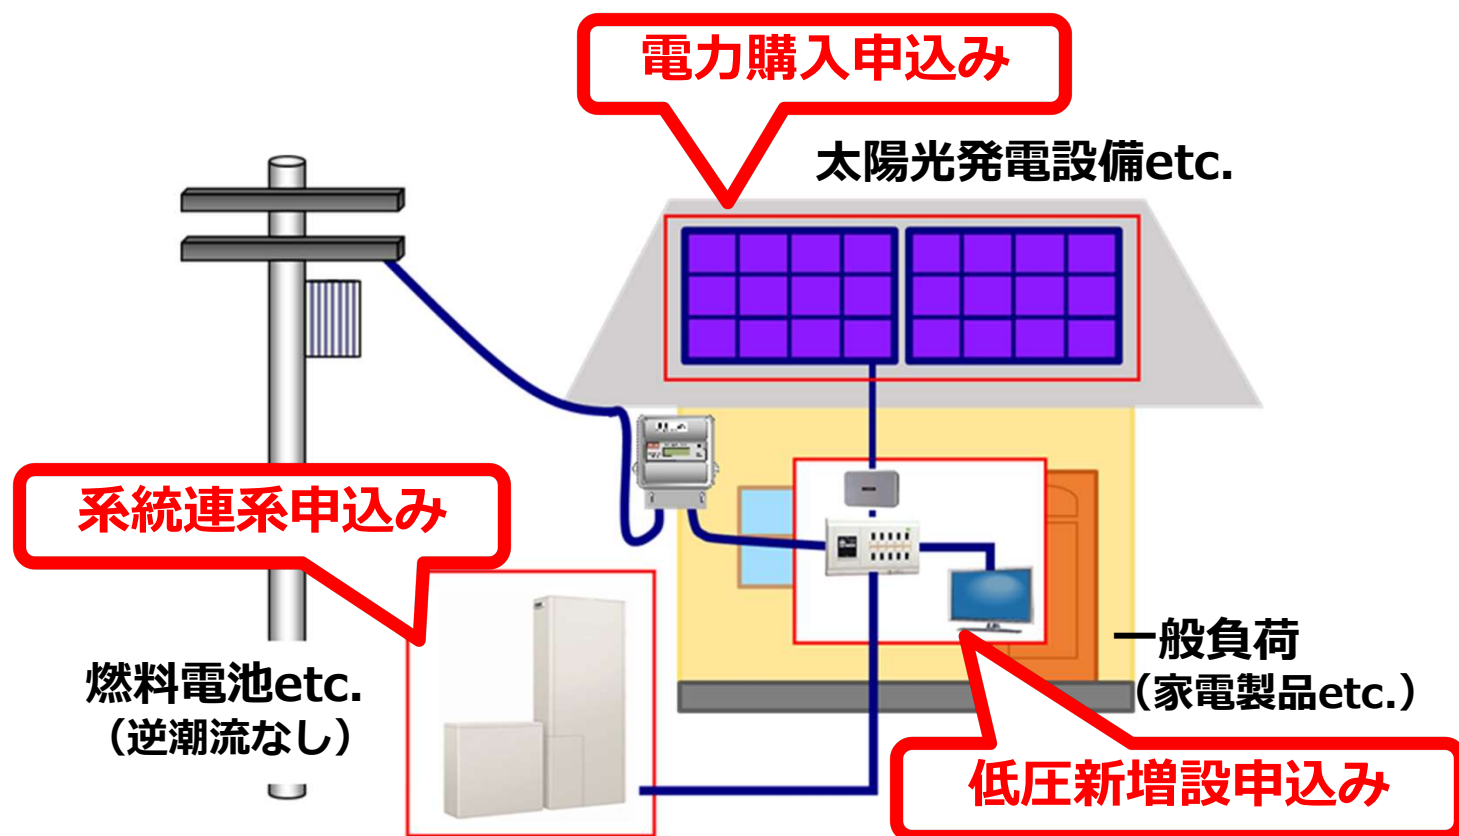 電力購入申込み
太陽光発電設備etc.
系統連系申込み
燃料電池etc.
（逆潮流なし）
一般負荷
（家電製品etc.）
低圧新増設申込み